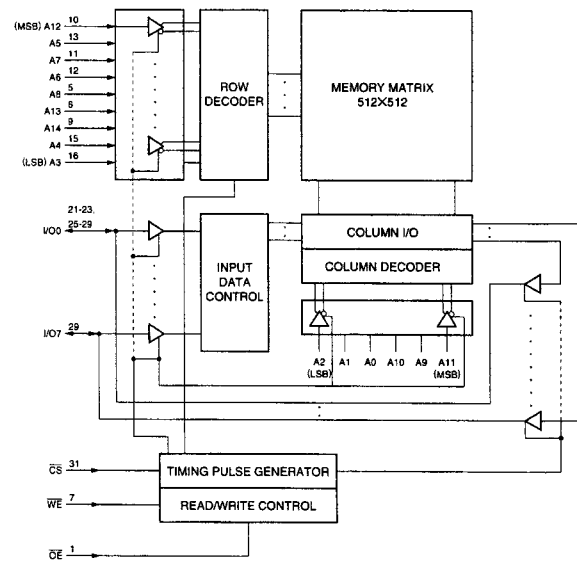 (MSB) A12 10
A5 13
A7 11
A6 12
A8 5
A13 6
A14 9
A4 15
(LSB) A3 16
ROW
DECODER
MEMORY MATRIX
512X512
21-23,
I/O0 25-29
I/O7 29
INPUT
DATA
CONTROL
COLUMN I/O
COLUMN DECODER
A2 A1 A0 A10 A9 A11
(LSB) (MSB)
CS 31
WE 7
OE 1
TIMING PULSE GENERATOR
READ/WRITE CONTROL